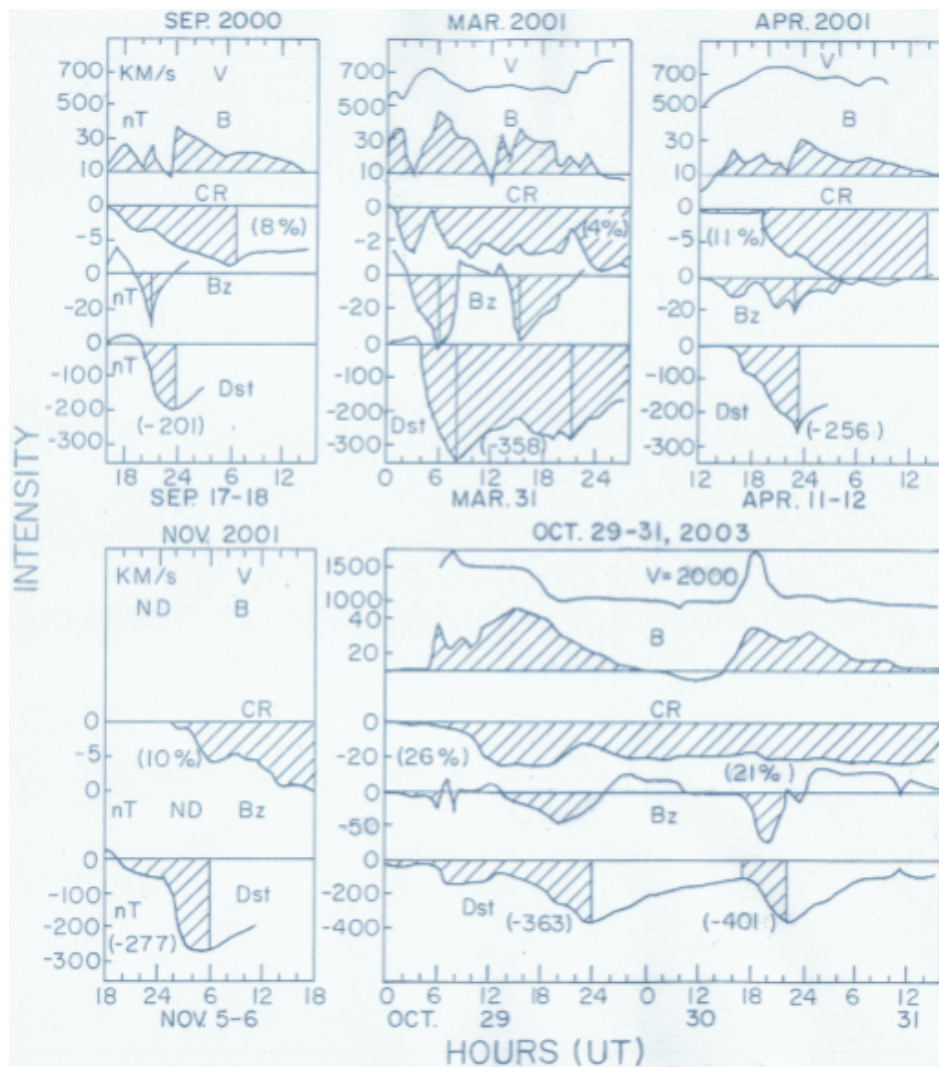 SEP. 2000
MAR. 2001
APR. 2001
KM/s V
700
500
nT B
30
10
CR
0
-5
(8%)
0
nT Bz
-20
0
nT
-100
Dst
-200
(-201)
-300
24 6 12
SEP. 17-18
V
700
500
B
30
10
CR
0
-2
(4%)
0
Bz
-20
0
-100
-200
Dst
(-358)
-300
0 6 12 18 24
MAR. 31
V
700
500
B
30
10
CR
0
-5
(11%)
0
-20
Bz
0
-100
Dst
-200
(-256)
-300
12 24 6 12
APR. 11-12
INTENSITY
NOV. 2001
KM/s V
ND B
CR
0
-5
(10%)
0
nT ND Bz
0
-100
Dst
nT
-200
(-277)
-300
18 24 6 12 18
NOV. 5-6
OCT. 29-31, 2003
1500
V=2000
1000
40
B
20
CR
0
-20
(26%)
(21%)
0
Bz
-50
0
-200
Dst
(-363)
(-401)
-400
0 6 12 18 24 0 12 24 12
OCT. 29 30 31
HOURS (UT)